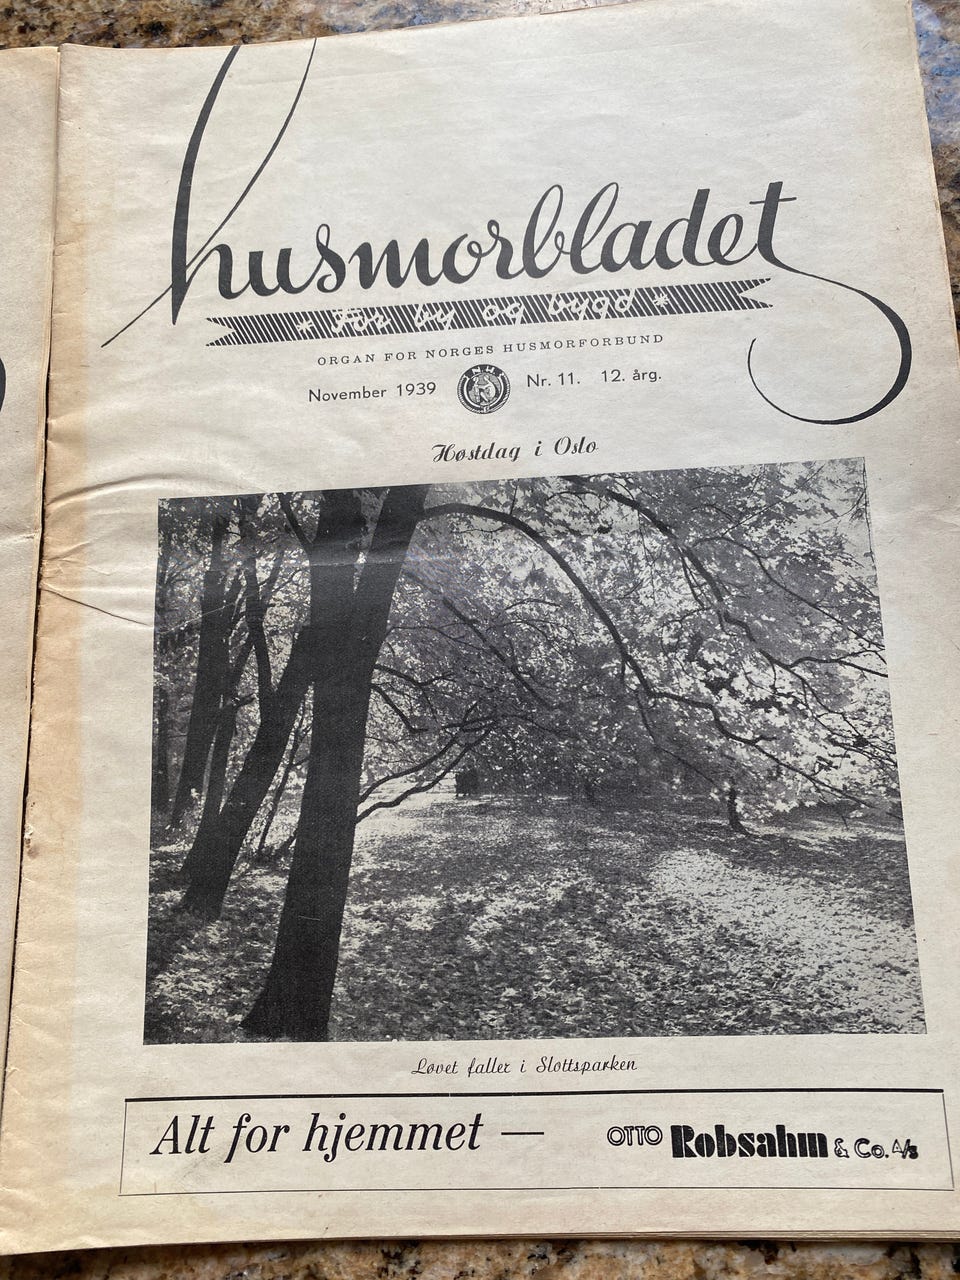 husmorbladet
* For by og bygd *
ORGAN FOR NORGES HUSMORFORBUND
November 1939
Nr. 11. 12. årg.
Høstdag i Oslo
Løvet faller i Slottsparken
Alt for hjemmet —
OTTO Robsahm & Co. A/s